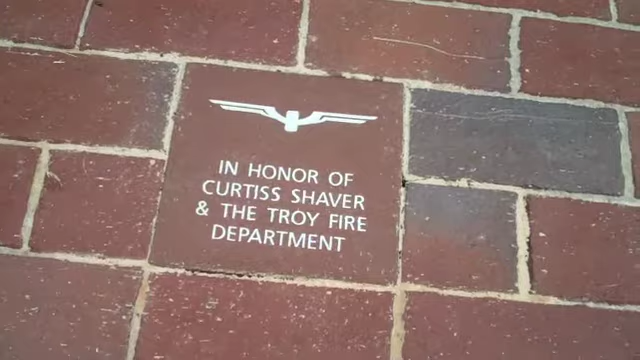 IN HONOR OF
CURTISS SHAVER
& THE TROY FIRE
DEPARTMENT